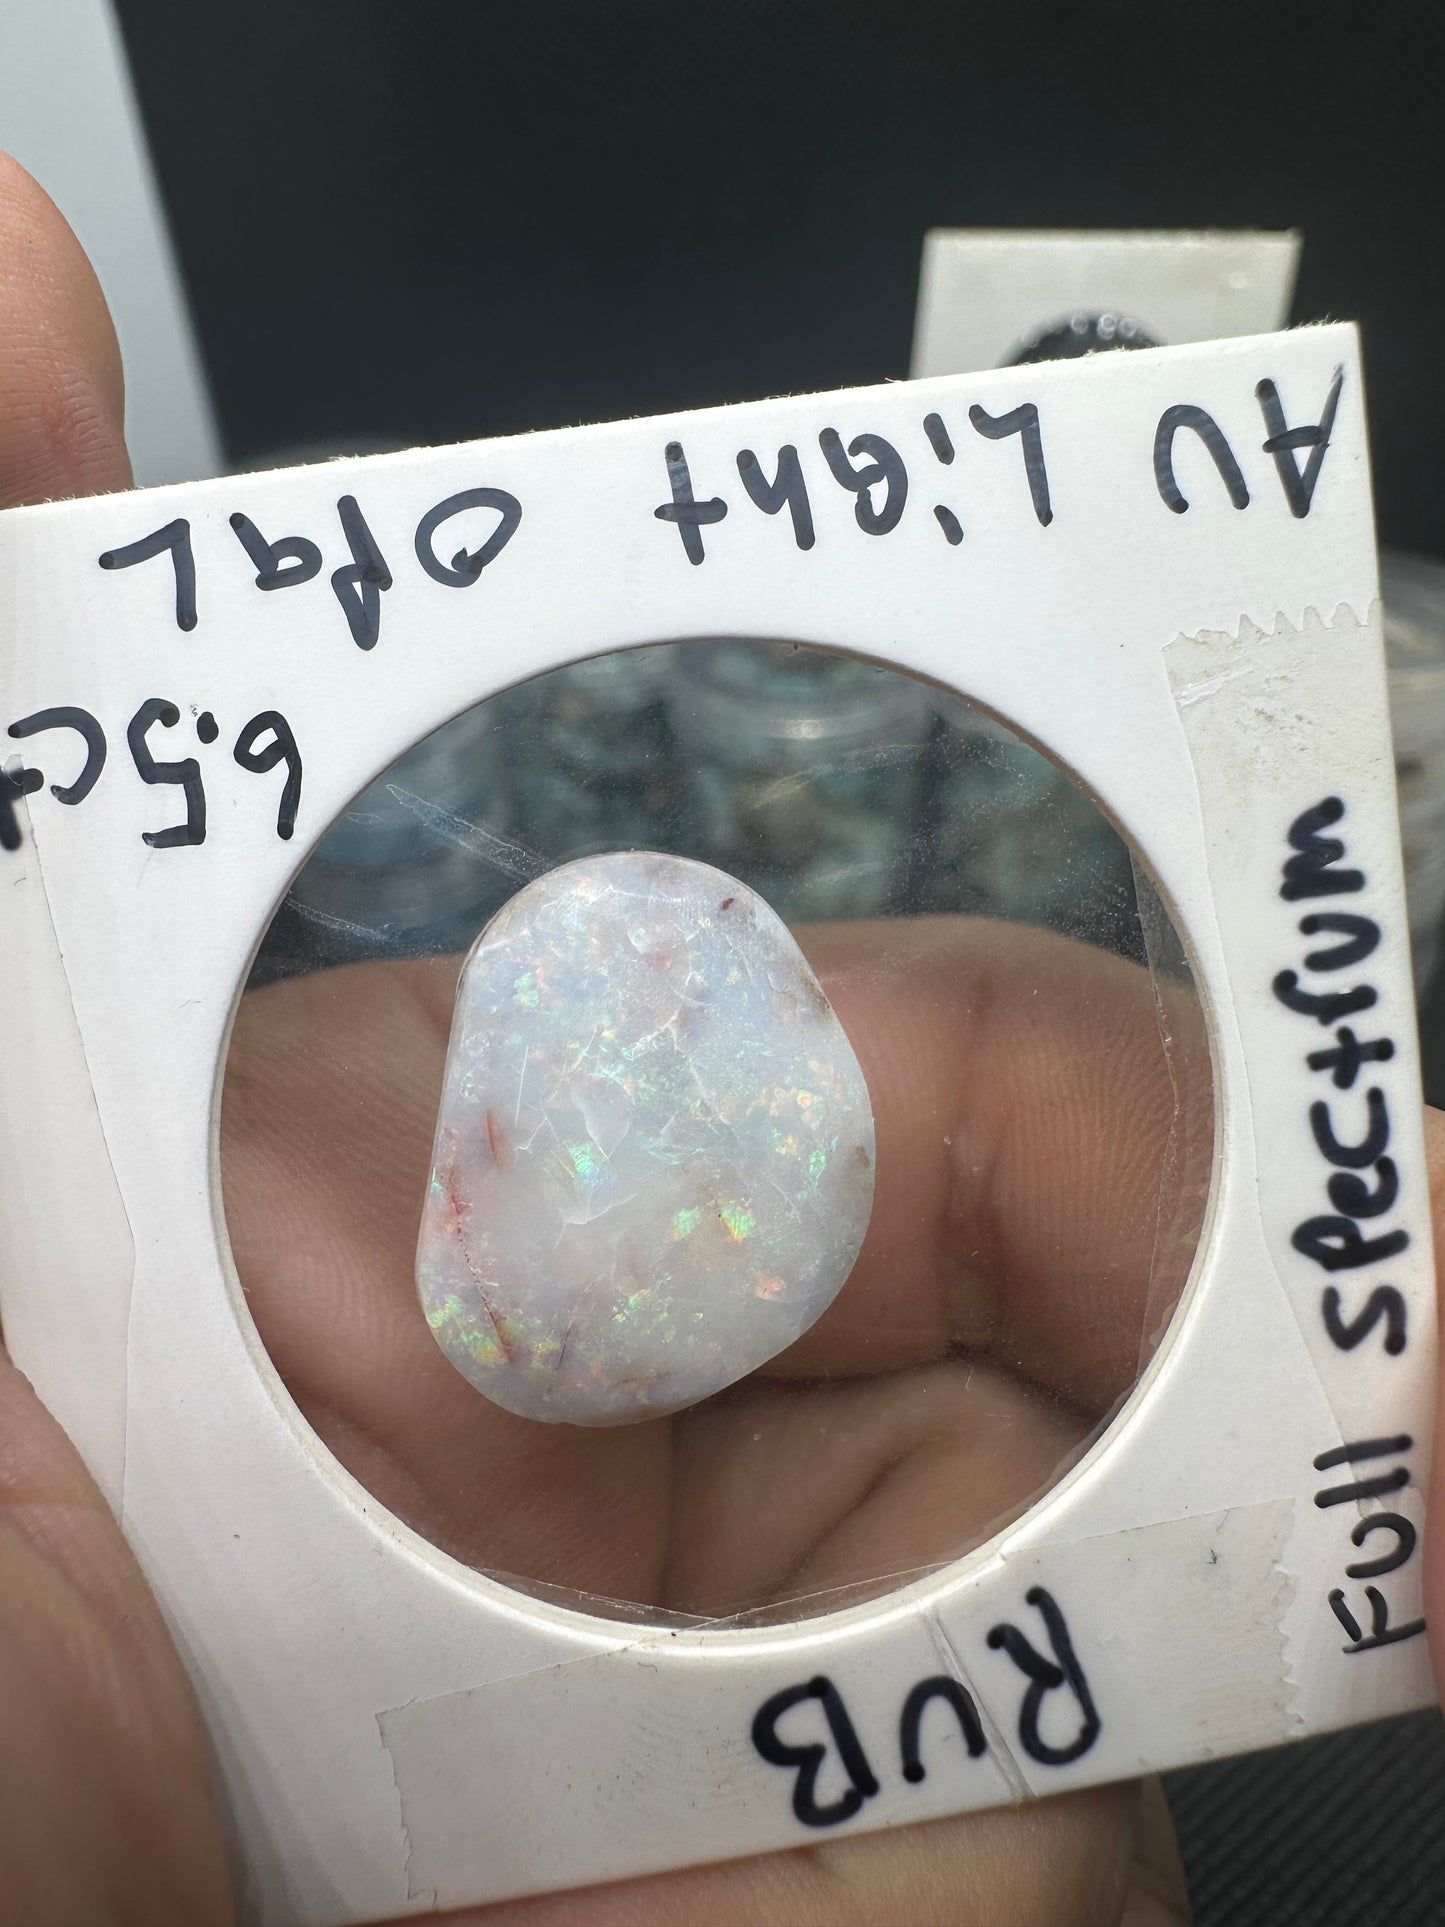 AU Light OPaL
6.5ct
RUB
Full SPectrum